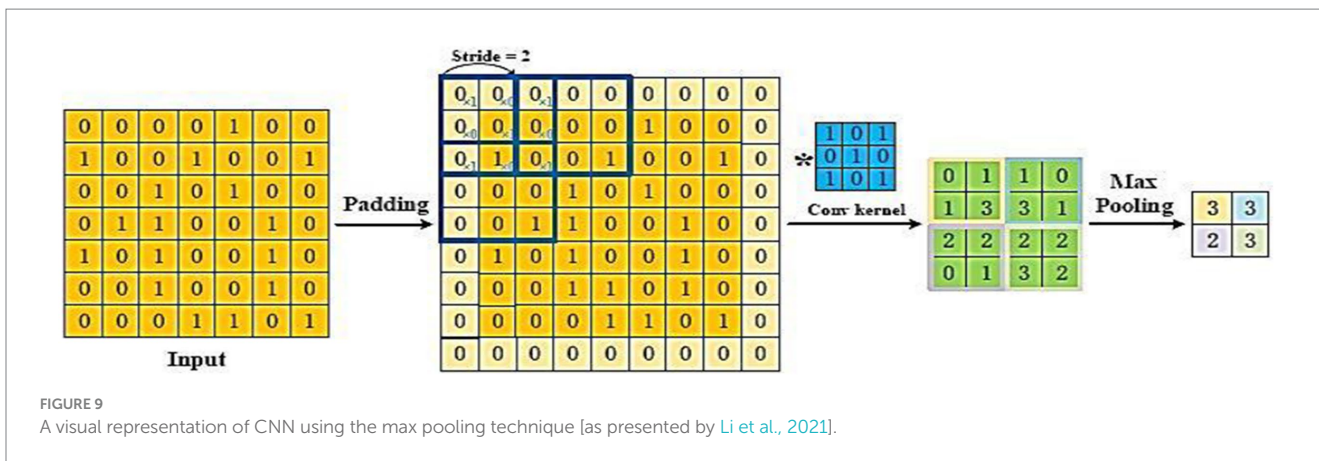 0 0 0 0 1 0 0
1 0 0 1 0 0 1
0 0 1 0 1 0 0
0 1 1 0 0 1 0
1 0 1 0 0 1 0
0 0 1 0 0 1 0
0 0 0 1 1 0 1
Input
Padding
Stride = 2
0×1 0×0 0×1 0 0 0 0 0 0
0×0 0×1 0×0 0 0 1 0 0 0
0×1 1×0 0×1 0 1 0 0 1 0
0 0 0 1 0 1 0 0 0
0 0 1 1 0 0 1 0 0
0 1 0 1 0 0 1 0 0
0 0 0 1 1 0 1 0 0
0 0 0 0 1 1 0 1 0
0 0 0 0 0 0 0 0 0
*
1 0 1
0 1 0
1 0 1
Conv kernel
0 1 1 0
1 3 3 1
2 2 2 2
0 1 3 2
Max
Pooling
3 3
2 3
FIGURE 9
A visual representation of CNN using the max pooling technique [as presented by Li et al., 2021].